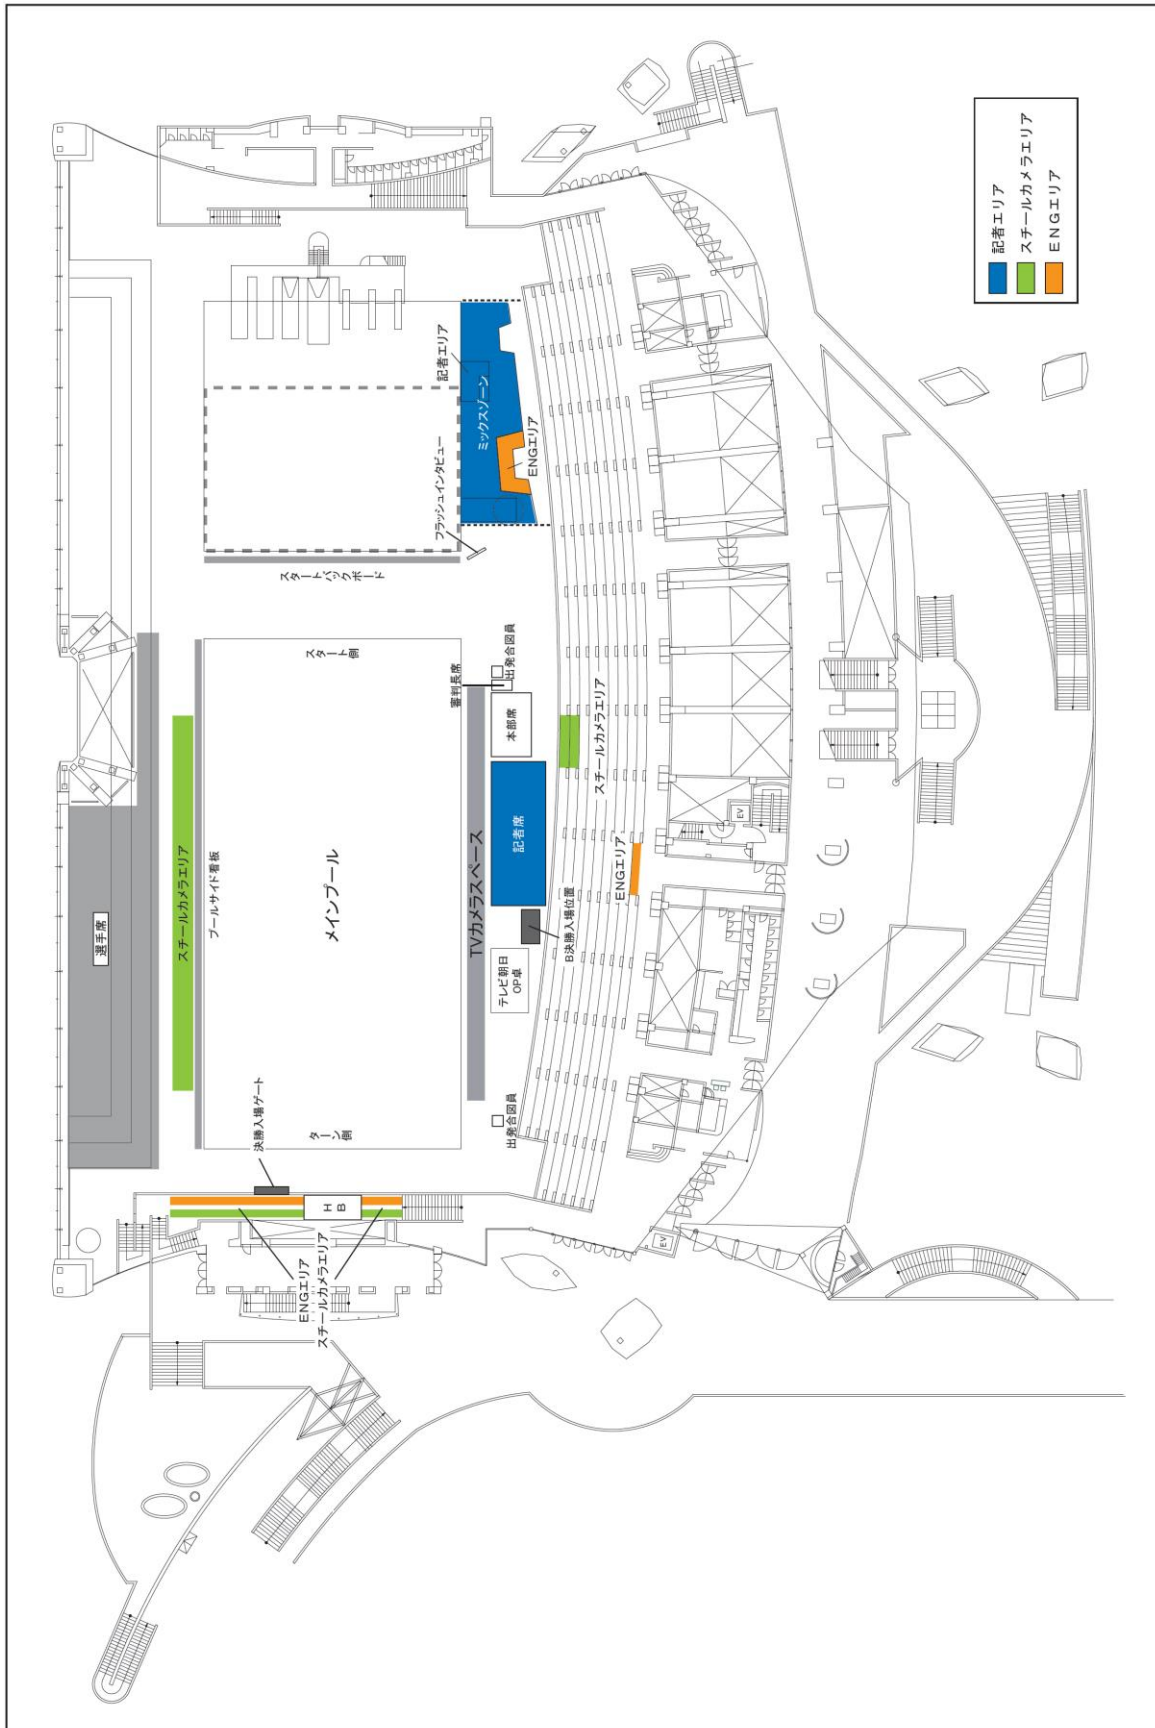 記者エリア
スチールカメラエリア
ENGエリア
記者エリア
ミックスゾーン
ENGエリア
フラッシュインタビュー
スタートバックボード
スタート側
出発合図員
審判長席
本部席
スチールカメラエリア
記者席
TVカメラスペース
メインプール
プールサイド看板
スチールカメラエリア
選手席
ENGエリア
B決勝入場位置
テレビ朝日
OP卓
出発合図員
ターン側
決勝入場ゲート
HB
ENGエリア
スチールカメラエリア
EV
EV